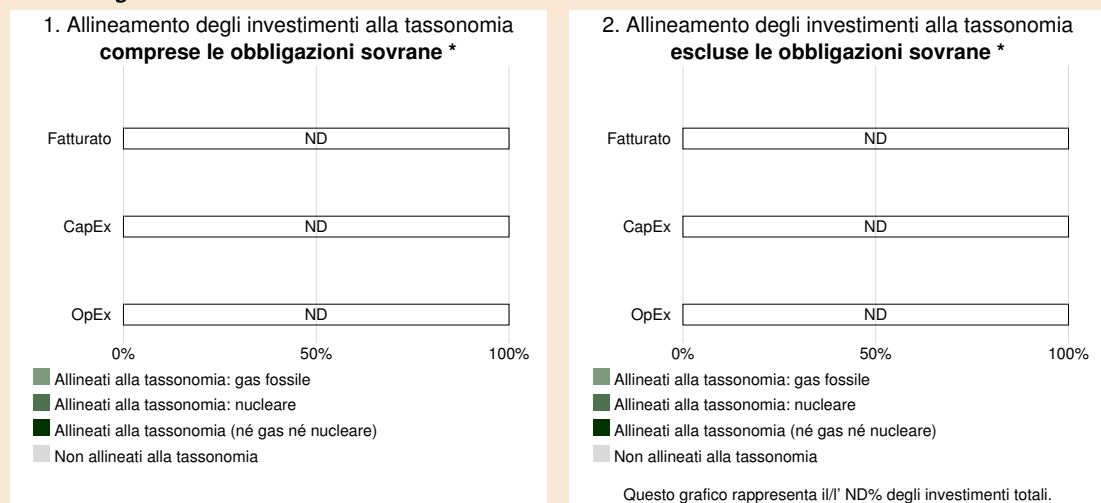 1. Allineamento degli investimenti alla tassonomia
comprese le obbligazioni sovrane *
Fatturato ND
CapEx ND
OpEx ND
0% 50% 100%
Allineati alla tassonomia: gas fossile
Allineati alla tassonomia: nucleare
Allineati alla tassonomia (né gas né nucleare)
Non allineati alla tassonomia
2. Allineamento degli investimenti alla tassonomia
escluse le obbligazioni sovrane *
Fatturato ND
CapEx ND
OpEx ND
0% 50% 100%
Allineati alla tassonomia: gas fossile
Allineati alla tassonomia: nucleare
Allineati alla tassonomia (né gas né nucleare)
Non allineati alla tassonomia
Questo grafico rappresenta il/l' ND% degli investimenti totali.